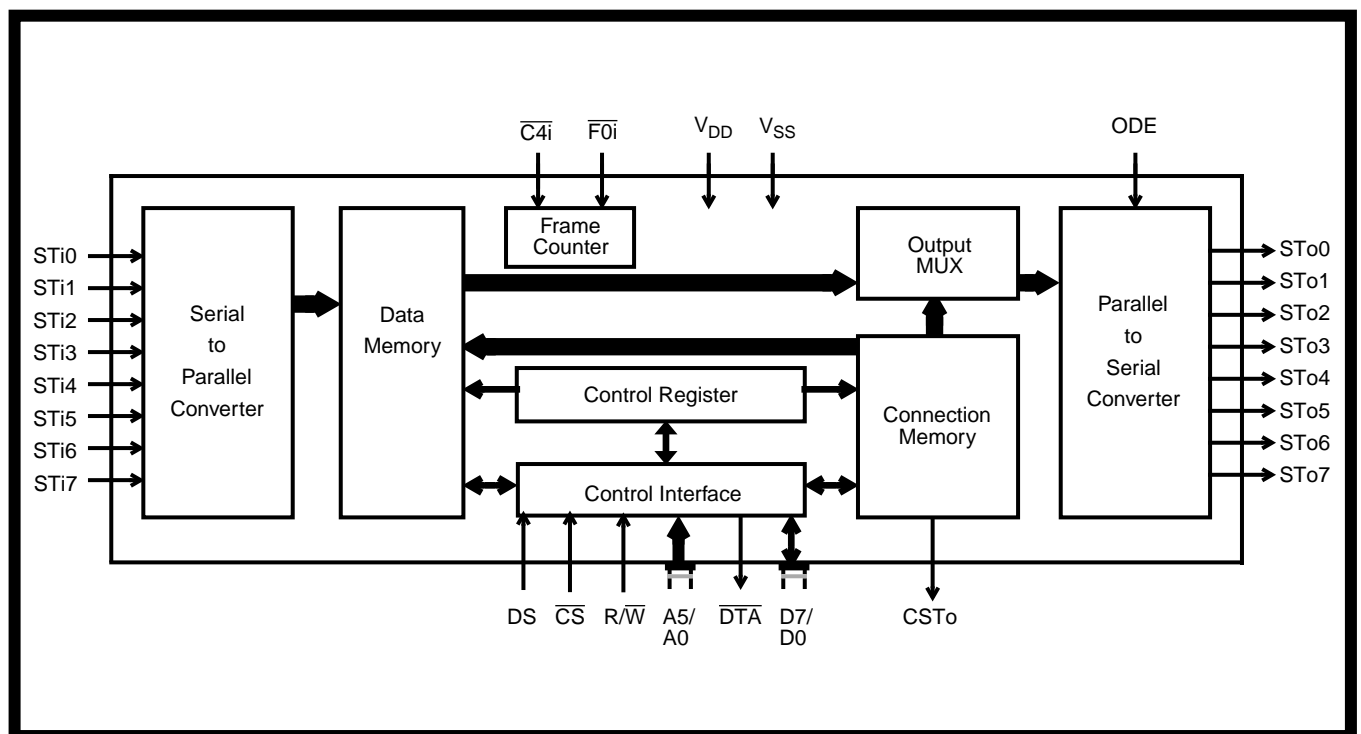 C4i F0i VDD VSS ODE
Frame
Counter
Output
MUX
STi0
STi1
STi2
STi3
STi4
STi5
STi6
STi7
Serial
to
Parallel
Converter
Data
Memory
Control Register
Control Interface
Connection
Memory
Parallel
to
Serial
Converter
STo0
STo1
STo2
STo3
STo4
STo5
STo6
STo7
DS CS R/W A5/
A0
DTA D7/
D0
CSTo